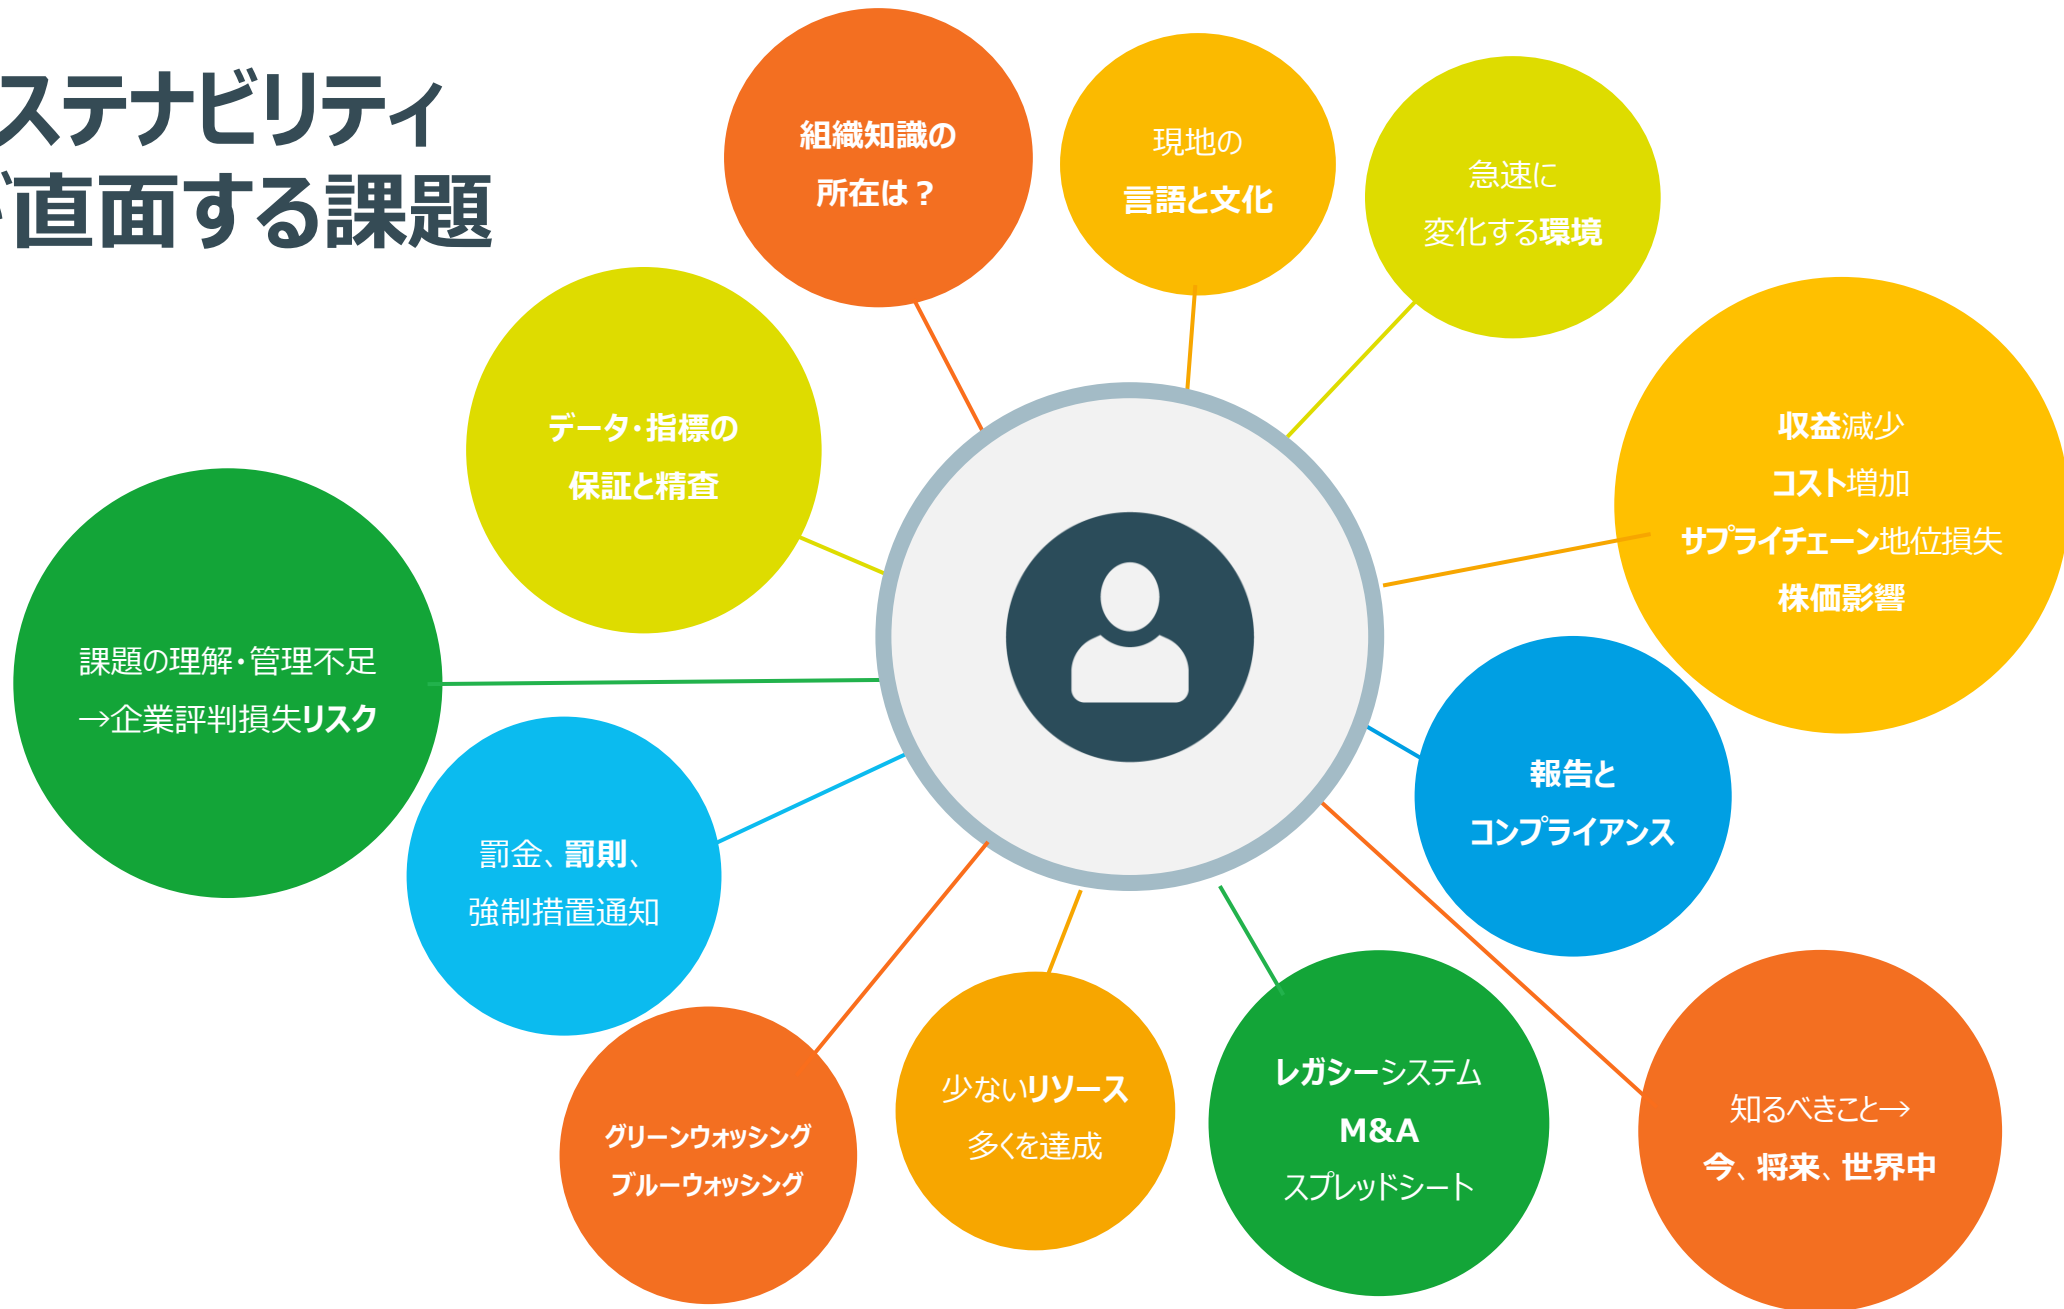 ステナビリティ
が直面する課題
組織知識の
所在は？
現地の
言語と文化
急速に
変化する環境
データ・指標の
保証と精査
収益減少
コスト増加
サプライチェーン地位損失
株価影響
課題の理解・管理不足
→企業評判損失リスク
報告と
コンプライアンス
罰金、罰則、
強制措置通知
グリーンウォッシング
ブルーウォッシング
少ないリソース
多くを達成
レガシーシステム
M&A
スプレッドシート
知るべきこと→
今、将来、世界中